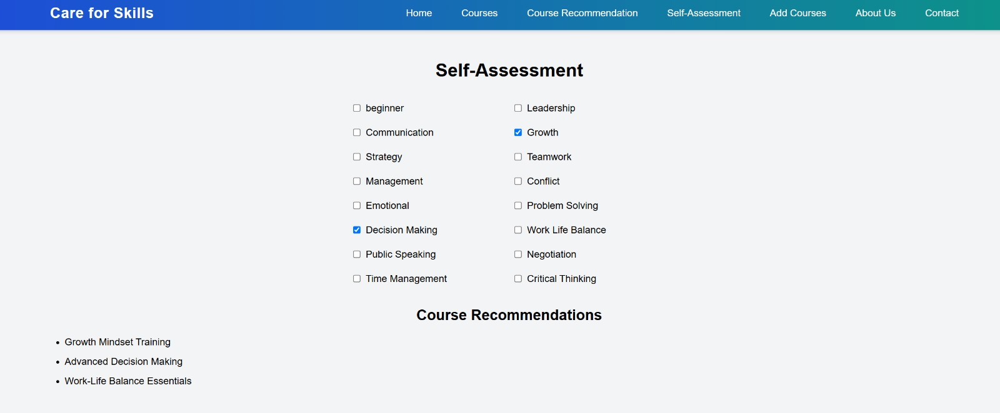 Care for Skills Home Courses Course Recommendation Self-Assessment Add Courses About Us Contact
Self-Assessment
beginner Leadership
Communication Growth
Strategy Teamwork
Management Conflict
Emotional Problem Solving
Decision Making Work Life Balance
Public Speaking Negotiation
Time Management Critical Thinking
Course Recommendations
• Growth Mindset Training
• Advanced Decision Making
• Work-Life Balance Essentials